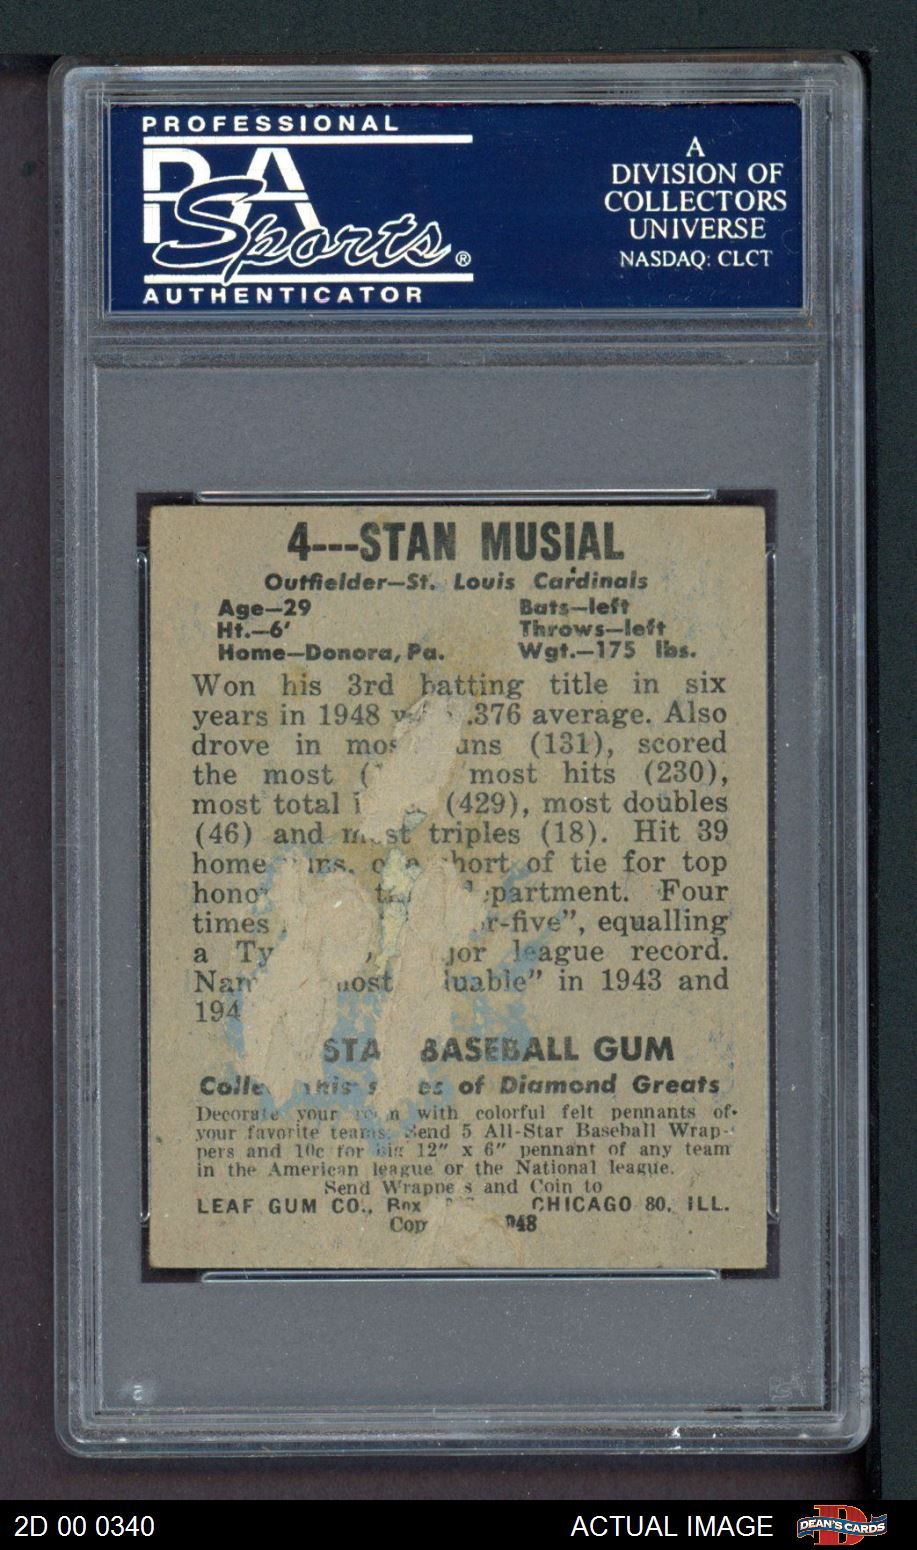 PROFESSIONAL
PSA
Sports®
AUTHENTICATOR
A
DIVISION OF
COLLECTORS
UNIVERSE
NASDAQ: CLCT
4---STAN MUSIAL
Outfielder—St. Louis Cardinals
Age—29 Bats—left
Ht.—6' Throws—left
Home—Donora, Pa. Wgt.—175 lbs.
Won his 3rd batting title in six
years in 1948 .376 average. Also
drove in most runs (131), scored
the most most hits (230),
most total (429), most doubles
(46) and most triples (18). Hit 39
home runs, one short of tie for top
department. Four
times equalling
a Ty league record.
most in 1943 and
194
BASEBALL GUM
of Diamond Greats
Decorate your room with colorful felt pennants of
your favorite teams. Send 5 All-Star Baseball Wrap-
pers and 10c for big 12" x 6" pennant of any team
in the American league or the National league.
Send Wrappers and Coin to
LEAF GUM CO., Box CHICAGO 80, ILL.
2D 00 0340
ACTUAL IMAGE
DEAN'S CARDS